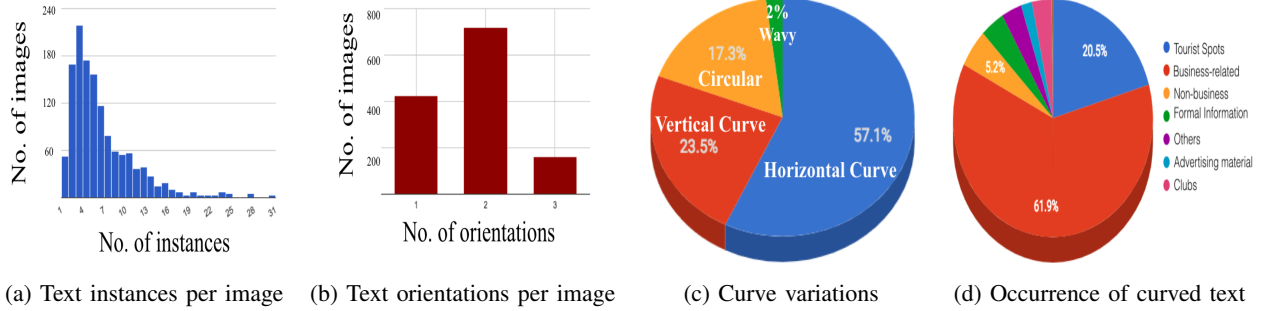 240
180
120
60
1 4 7 10 13 16 19 22 25 28 31
No. of images
No. of instances
(a) Text instances per image
800
600
400
200
1 2 3
No. of images
No. of orientations
(b) Text orientations per image
2%
Wavy
17.3%
Circular
Vertical Curve
23.5%
57.1%
Horizontal Curve
(c) Curve variations
20.5%
5.2%
61.9%
Tourist Spots
Business-related
Non-business
Formal Information
Others
Advertising material
Clubs
(d) Occurrence of curved text